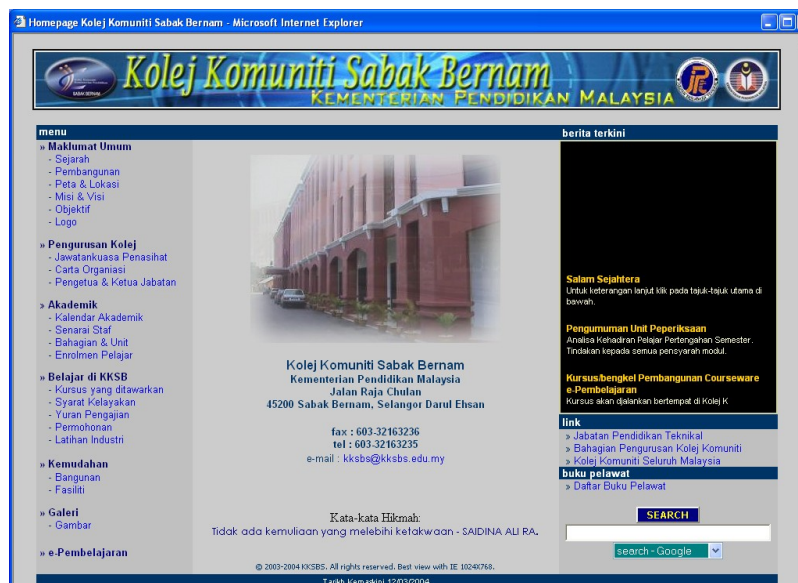 Homepage Kolej Komuniti Sabak Bernam - Microsoft Internet Explorer
Kolej Komuniti Sabak Bernam
KEMENTERIAN PENDIDIKAN MALAYSIA
SABAK BERNAM
menu
» Maklumat Umum
- Sejarah
- Pembangunan
- Peta & Lokasi
- Misi & Visi
- Objektif
- Logo
» Pengurusan Kolej
- Jawatankuasa Penasihat
- Carta Organiasi
- Pengetua & Ketua Jabatan
» Akademik
- Kalendar Akademik
- Senarai Staf
- Bahagian & Unit
- Enrolmen Pelajar
» Belajar di KKSB
- Kursus yang ditawarkan
- Syarat Kelayakan
- Yuran Pengajian
- Permohonan
- Latihan Industri
» Kemudahan
- Bangunan
- Fasiliti
» Galeri
- Gambar
» e-Pembelajaran
Kolej Komuniti Sabak Bernam
Kementerian Pendidikan Malaysia
Jalan Raja Chulan
45200 Sabak Bernam, Selangor Darul Ehsan
fax : 603-32163236
tel : 603-32163235
e-mail : kksbs@kksbs.edu.my
Kata-kata Hikmah:
Tidak ada kemuliaan yang melebihi ketakwaan - SAIDINA ALI RA.
© 2003-2004 KKSBS. All rights reserved. Best view with IE 1024X768.
Tarikh Kemaskini 12/03/2004
berita terkini
Salam Sejahtera
Untuk keterangan lanjut klik pada tajuk-tajuk utama di
bawah.
Pengumuman Unit Peperiksaan
Analisa Kehadiran Pelajar Pertengahan Semester.
Tindakan kepada semua pensyarah modul.
Kursus/bengkel Pembangunan Courseware
e-Pembelajaran
Kursus akan djalankan bertempat di Kolej K
link
» Jabatan Pendidikan Teknikal
» Bahagian Pengurusan Kolej Komuniti
» Kolej Komuniti Seluruh Malaysia
buku pelawat
» Daftar Buku Pelawat
SEARCH
search - Google